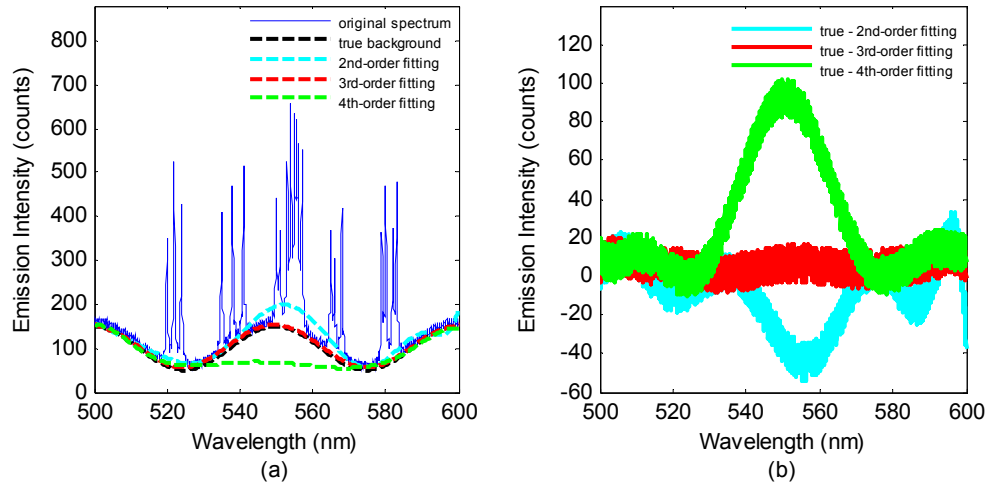 800
700
600
500
400
300
200
100
0
Emission Intensity (counts)
original spectrum
true background
2nd-order fitting
3rd-order fitting
4th-order fitting
500
520
540
560
580
600
Wavelength (nm)
(a)
120
100
80
60
40
20
0
-20
-40
-60
Emission Intensity (counts)
true - 2nd-order fitting
true - 3rd-order fitting
true - 4th-order fitting
500
520
540
560
580
600
Wavelength (nm)
(b)